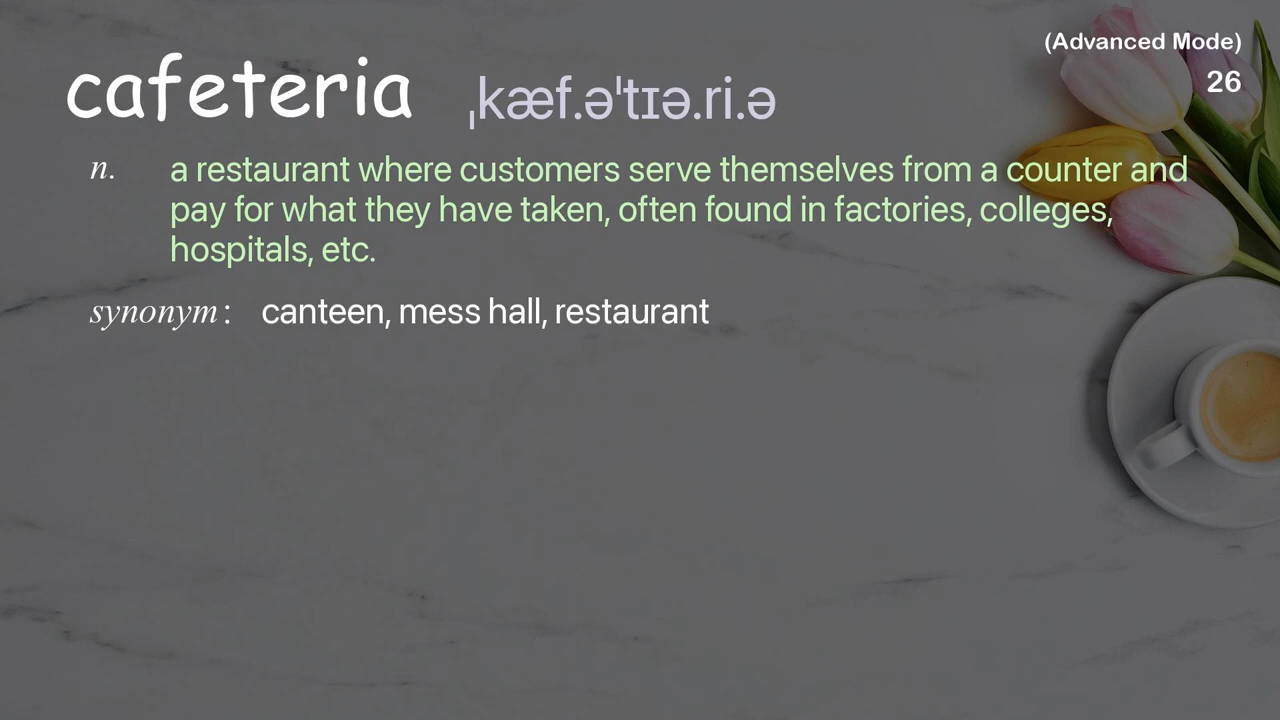 (Advanced Mode)
26
cafeteria ˌkæf.əˈtɪə.ri.ə
n. a restaurant where customers serve themselves from a counter and
pay for what they have taken, often found in factories, colleges,
hospitals, etc.
synonym: canteen, mess hall, restaurant